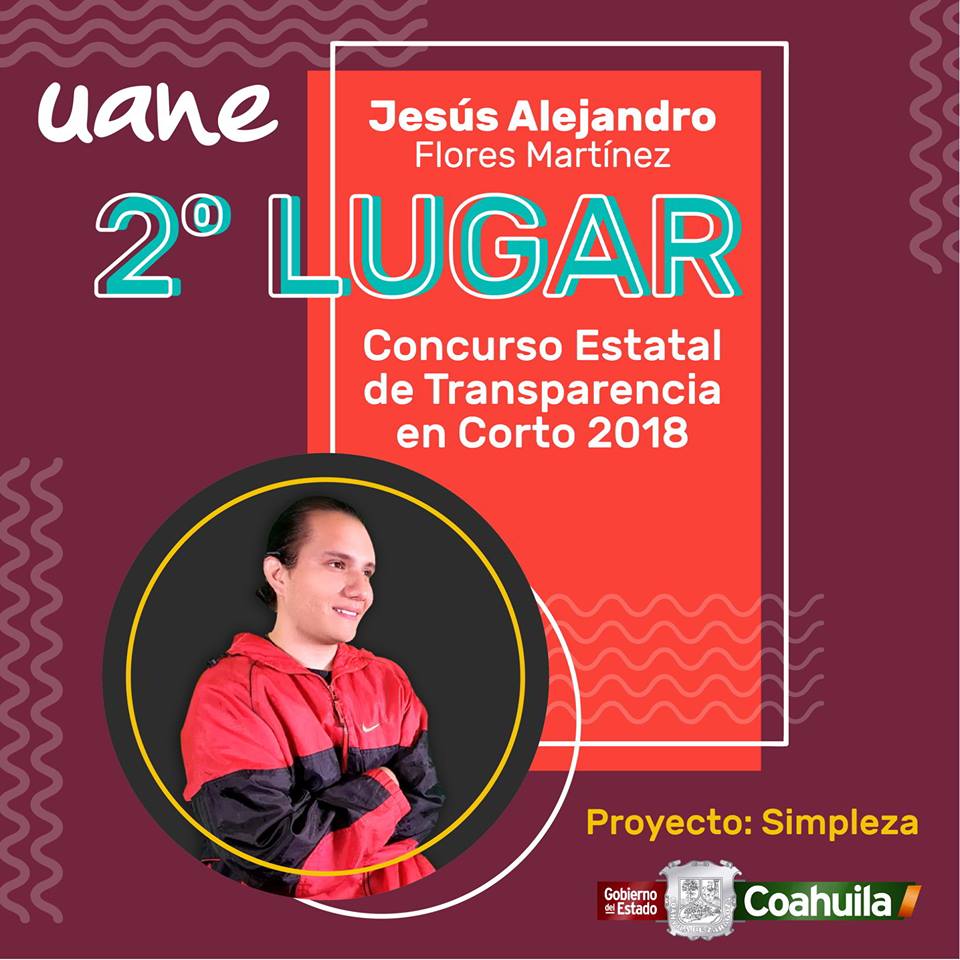 uane
Jesús Alejandro
Flores Martínez
2º LUGAR
Concurso Estatal
de Transparencia
en Corto 2018
Proyecto: Simpleza
Gobierno
del Estado
Coahuila